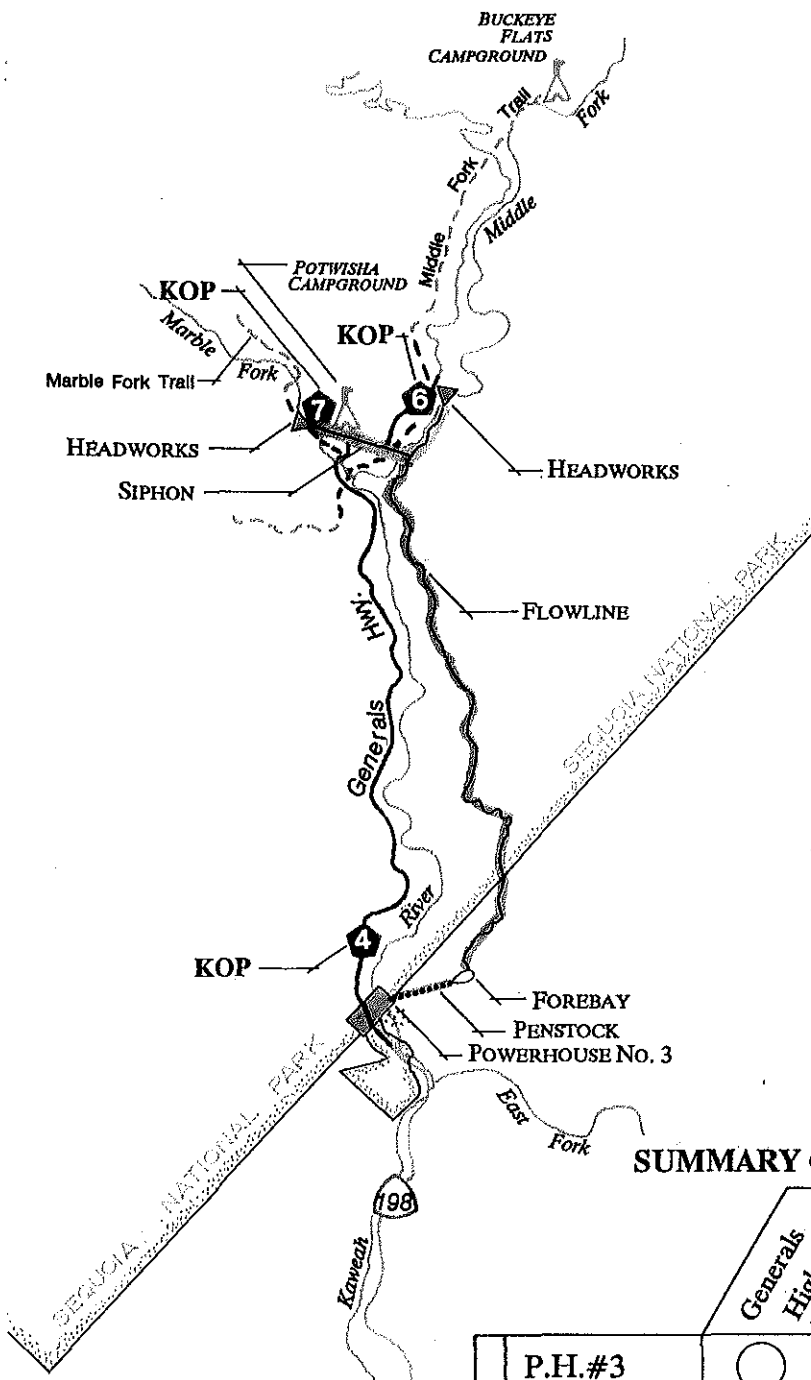 BUCKEYE
FLATS
CAMPGROUND
Trail
Fork
Fork
Middle
Middle
POTWISHA
CAMPGROUND
KOP
KOP
Marble
Fork
Marble Fork Trail
7
6
HEADWORKS
HEADWORKS
SIPHON
FLOWLINE
SEQUOIA NATIONAL PARK
Hwy.
Generals
River
4
KOP
FOREBAY
PENSTOCK
POWERHOUSE No. 3
East
Fork
SEQUOIA NATIONAL PARK
SUMMARY
198
Kaweah
Generals
P.H.#3